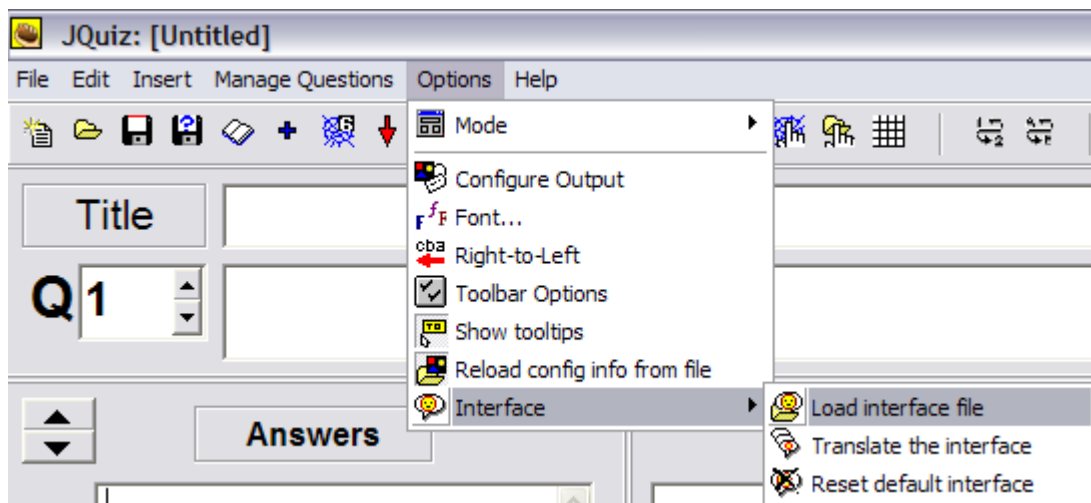 JQuiz: [Untitled]
File Edit Insert Manage Questions Options Help
Mode
Configure Output
Title
Font...
cba
Right-to-Left
Q 1
Toolbar Options
Show tooltips
Reload config info from file
Interface
Load interface file
Answers
Translate the interface
Reset default interface